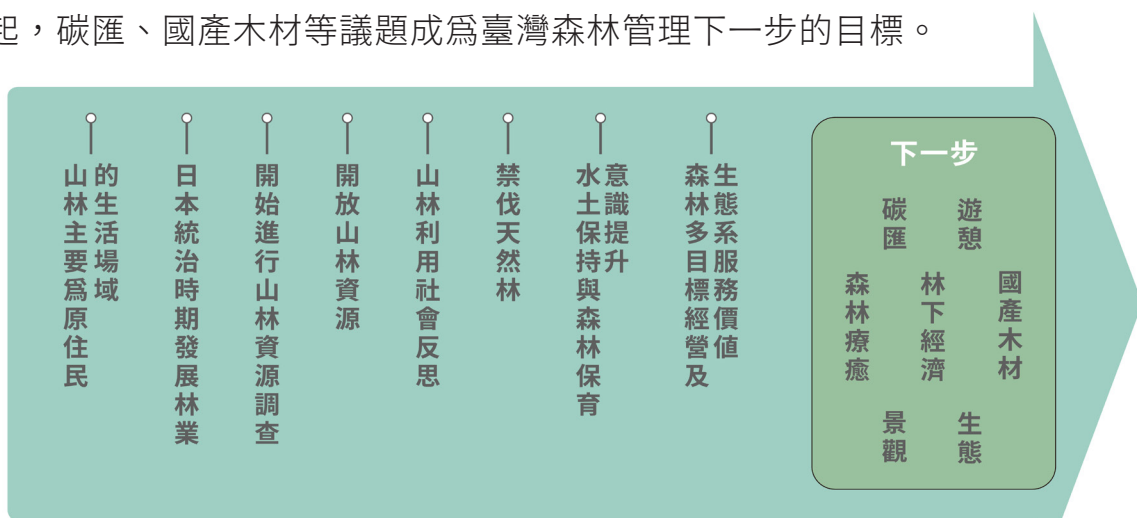 起，碳匯、國產木材等議題成爲臺灣森林管理下一步的目標。
山林主要爲原住民
的生活場域
日本統治時期發展林業
開始進行山林資源調查
開放山林資源
山林利用社會反思
禁伐天然林
水土保持與森林保育
意識提升
森林多目標經營及
生態系服務價值
下一步
碳匯
遊憩
森林療癒
林下經濟
國產木材
景觀
生態